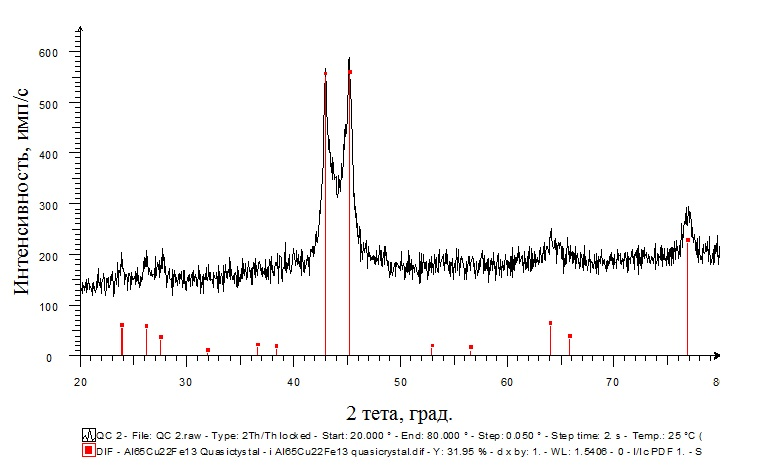 600
500
400
300
200
100
0
Интенсивность, имп/с
20 30 40 50 60 70 8
2 тета, град.
QC 2 - File: QC 2.raw - Type: 2Th/Th locked - Start: 20.000 ° - End: 80.000 ° - Step: 0.050 ° - Step time: 2. s - Temp.: 25 °C (
DIF - Al65Cu22Fe13 Quasictystal - i Al65Cu22Fe13 quasicrystal.dif - Y: 31.95 % - d x by: 1. - WL: 1.5406 - 0 - I/Ic PDF 1. - S